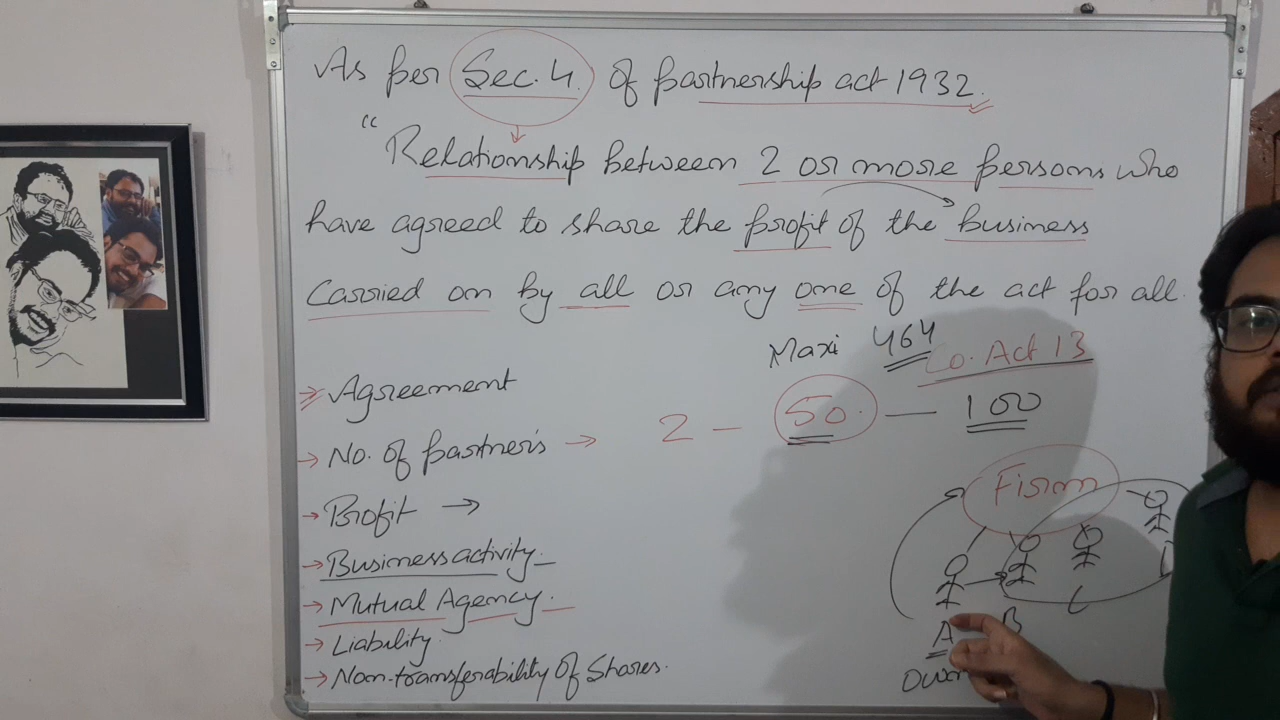 As per Sec. 4. of partnership act 1932.
"Relationship between 2 or more persons who
have agreed to share the profit of the business
Carried on by all or any one of the act for all.
Maxi 464
Co. Act 13
Agreement
2 - 50. - 100
No. of partner's →
Profit →
Firm
Business activity.
Mutual Agency.
Liability.
Non-transferability of Shares.
A B C
Own